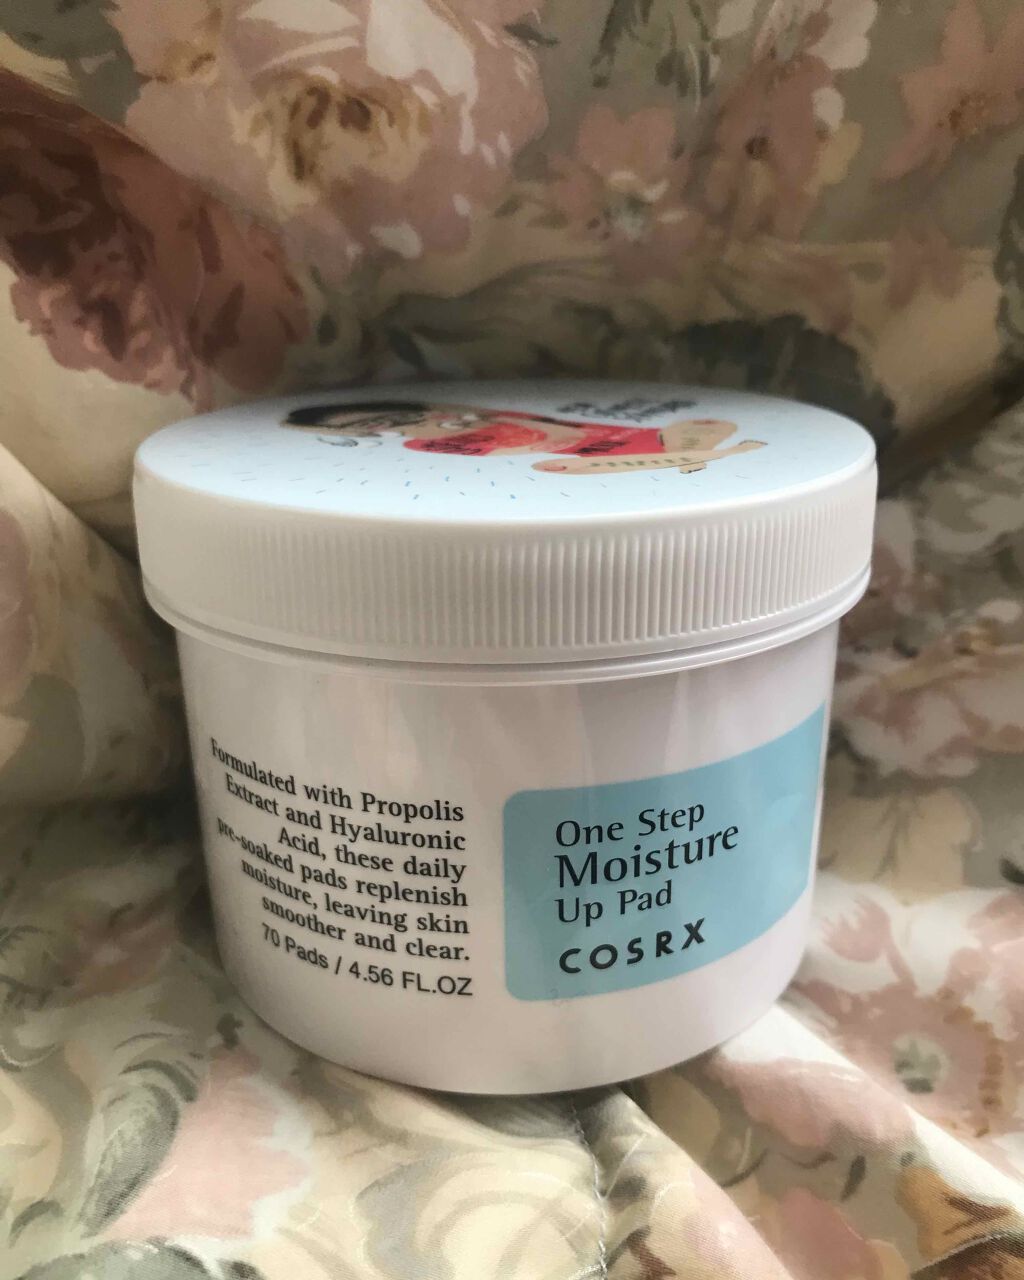 Formulated with Propolis
Extract and Hyaluronic
Acid, these daily
pre-soaked pads replenish
moisture, leaving skin
smoother and clear.
70 Pads / 4.56 FL.OZ
One Step
Moisture
Up Pad
COSRX